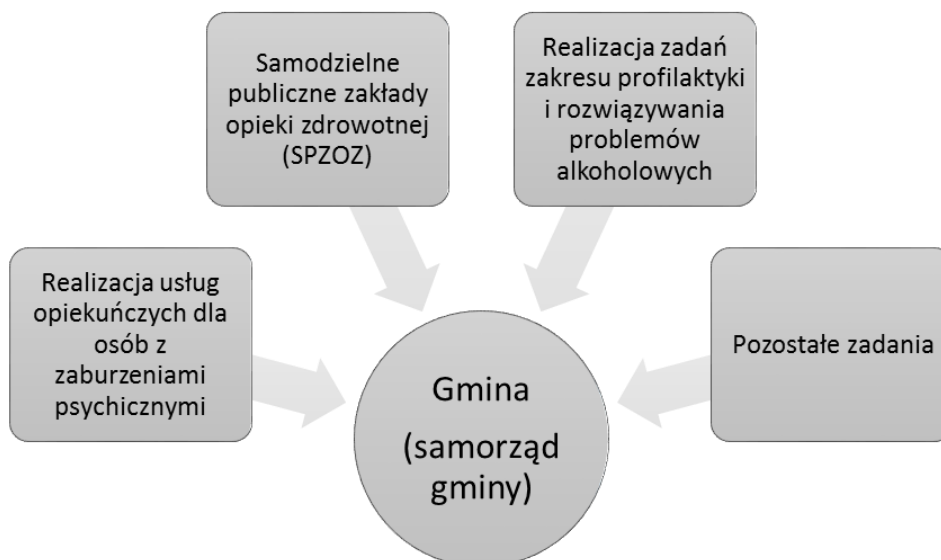 Samodzielne
publiczne zakłady
opieki zdrowotnej
(SPZOZ)
Realizacja zadań
zakresu profilaktyki
i rozwiązywania
problemów
alkoholowych
Realizacja usług
opiekuńczych dla
osób z
zaburzeniami
psychicznymi
Pozostałe zadania
Gmina
(samorząd
gminy)